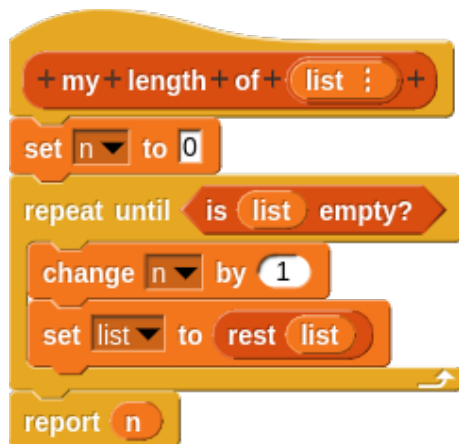 + my + length + of + list ⋮ +
set n to 0
repeat until is list empty?
change n by 1
set list to rest list
report n